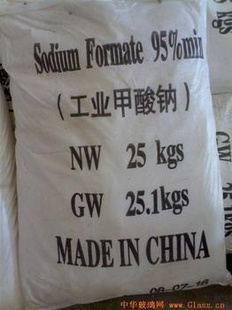 Sodium Formate 95%min
（工业甲酸钠）
NW 25 kgs
GW 25.1kgs
MADE IN CHINA
中华玻璃网 www.Glass.cn